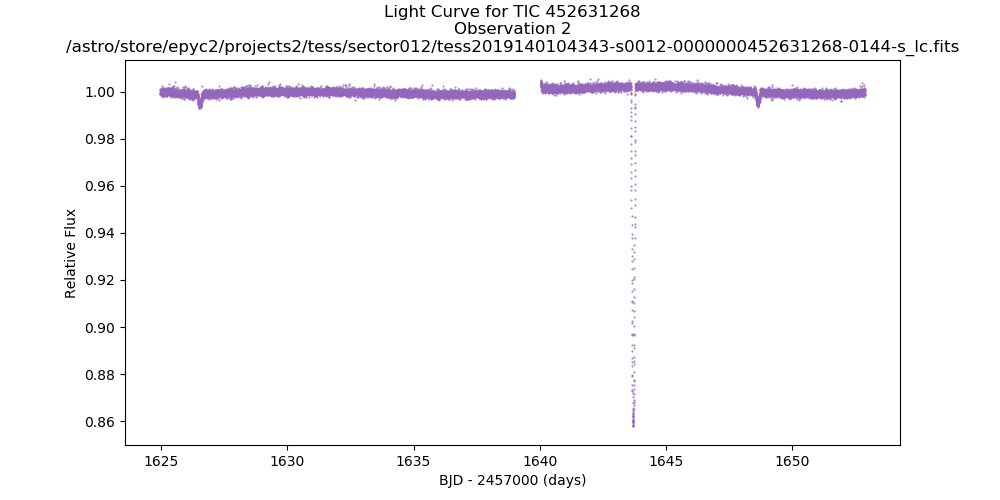 Light Curve for TIC 452631268
Observation 2
/astro/store/epyc2/projects2/tess/sector012/tess2019140104343-s0012-0000000452631268-0144-s_lc.fits
1.00
0.98
0.96
0.94
0.92
0.90
0.88
0.86
Relative Flux
1625 1630 1635 1640 1645 1650
BJD - 2457000 (days)